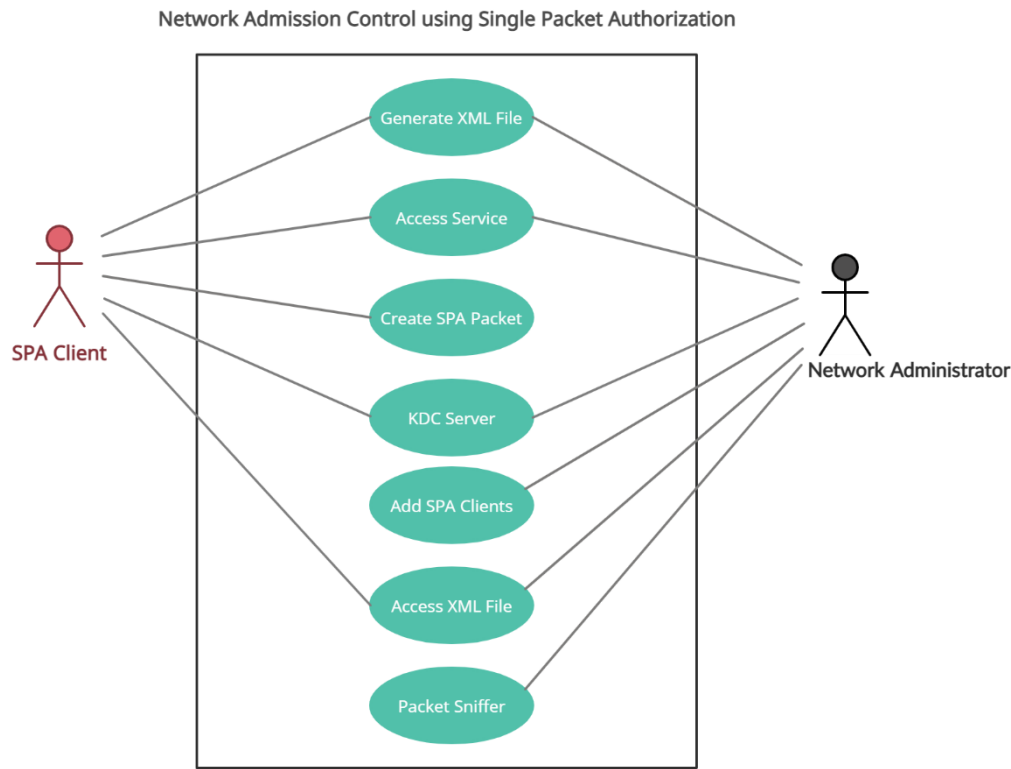 Network Admission Control using Single Packet Authorization
Generate XML File
Access Service
Create SPA Packet
SPA Client
Network Administrator
KDC Server
Add SPA Clients
Access XML File
Packet Sniffer